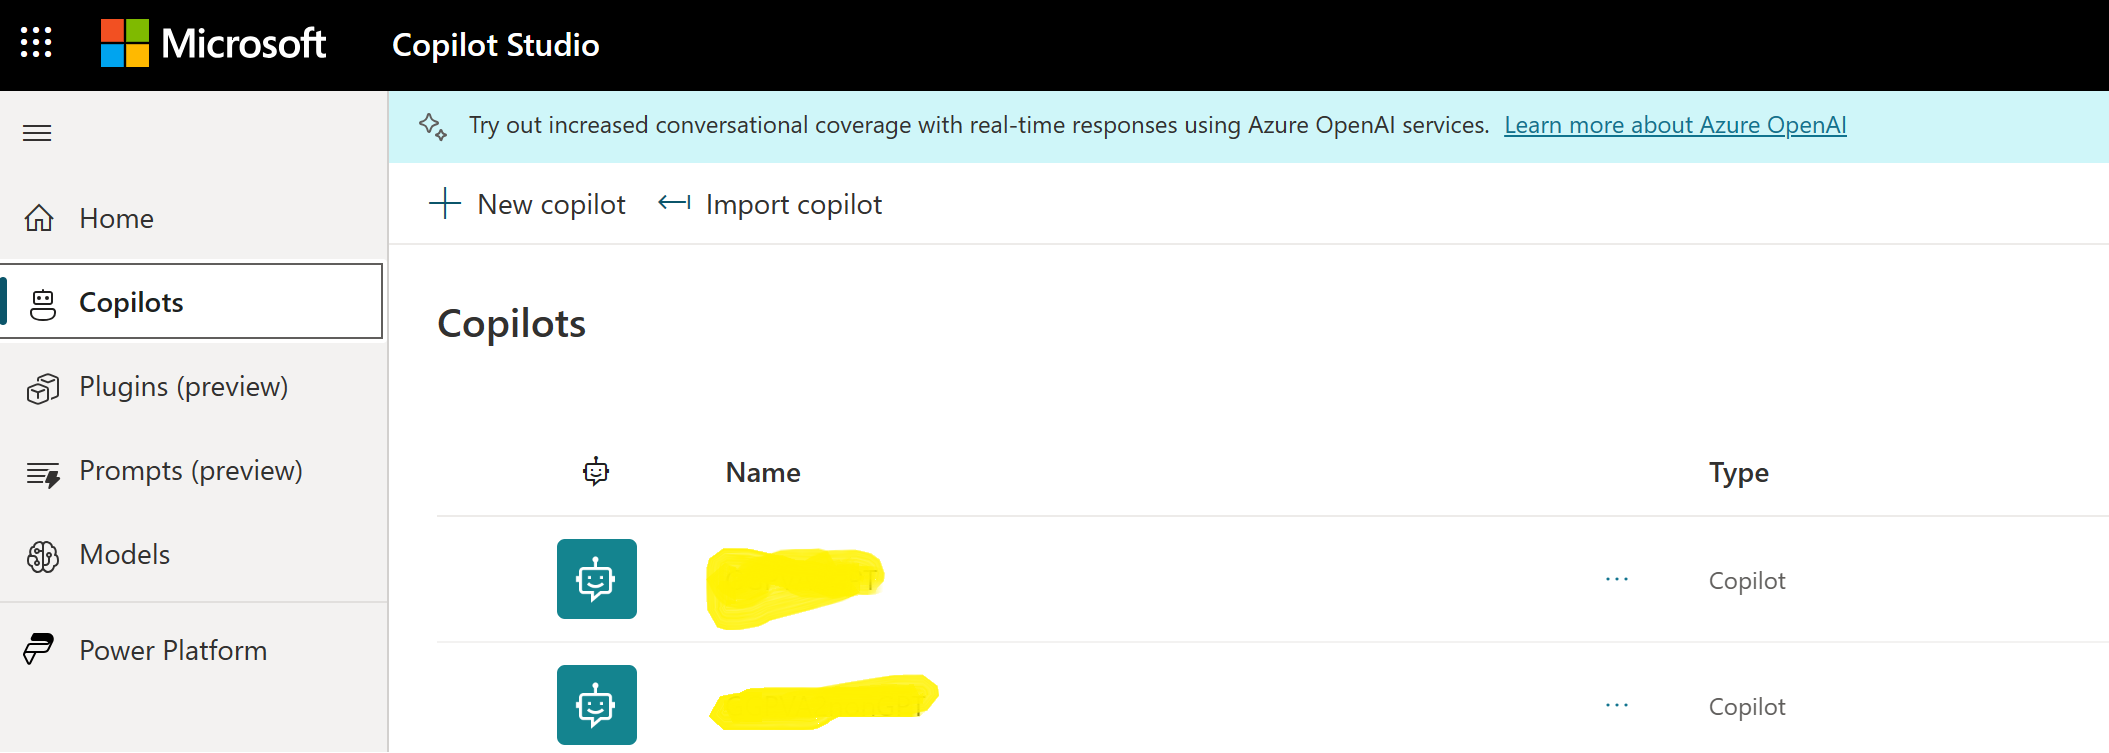 Microsoft Copilot Studio
Try out increased conversational coverage with real-time responses using Azure OpenAI services. Learn more about Azure OpenAI
New copilot Import copilot
Home
Copilots
Plugins (preview)
Prompts (preview)
Models
Power Platform
Copilots
Name Type
Copilot
Copilot